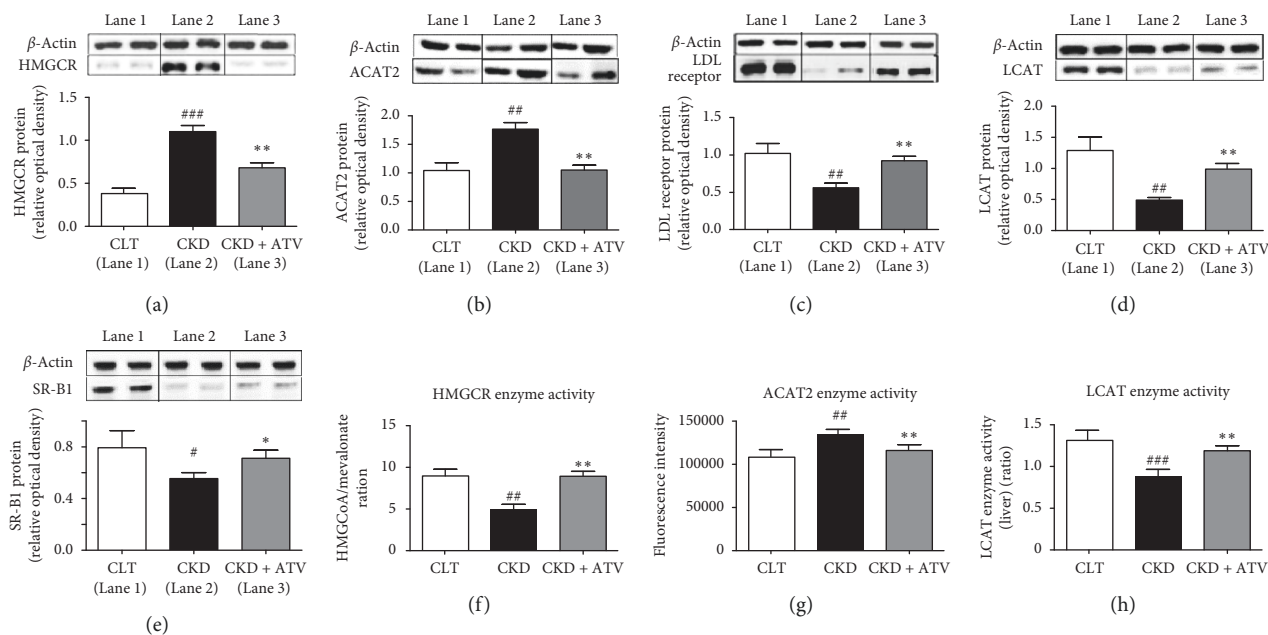 Lane 1 Lane 2 Lane 3
β-Actin
HMGCR
HMGCR protein
(relative optical density)
1.5
1.0
0.5
0.0
###
**
CLT CKD CKD + ATV
(Lane 1) (Lane 2) (Lane 3)
(a)
Lane 1 Lane 2 Lane 3
β-Actin
ACAT2
ACAT2 protein
(relative optical density)
2.0
1.5
1.0
0.5
0.0
##
**
CLT CKD CKD + ATV
(Lane 1) (Lane 2) (Lane 3)
(b)
Lane 1 Lane 2 Lane 3
β-Actin
LDL
receptor
LDL receptor protein
(relative optical density)
1.5
1.0
0.5
0.0
##
**
CLT CKD CKD + ATV
(Lane 1) (Lane 2) (Lane 3)
(c)
Lane 1 Lane 2 Lane 3
β-Actin
LCAT
LCAT protein
(relative optical density)
2.0
1.5
1.0
0.5
0.0
##
**
CLT CKD CKD + ATV
(Lane 1) (Lane 2) (Lane 3)
(d)
Lane 1 Lane 2 Lane 3
β-Actin
SR-B1
SR-B1 protein
(relative optical density)
0.8
0.6
0.4
0.0
#
*
CLT CKD CKD + ATV
(Lane 1) (Lane 2) (Lane 3)
(e)
HMGCR enzyme activity
HMGCoA/mevalonate
ration
15
10
5
0
##
**
CLT CKD CKD + ATV
(f)
ACAT2 enzyme activity
Fluorescence intensity
150000
100000
50000
0
##
**
CLT CKD CKD + ATV
(g)
LCAT enzyme activity
LCAT enzyme activity
(liver) (ratio)
1.5
1
0.5
0
###
**
CLT CKD CKD + ATV
(h)